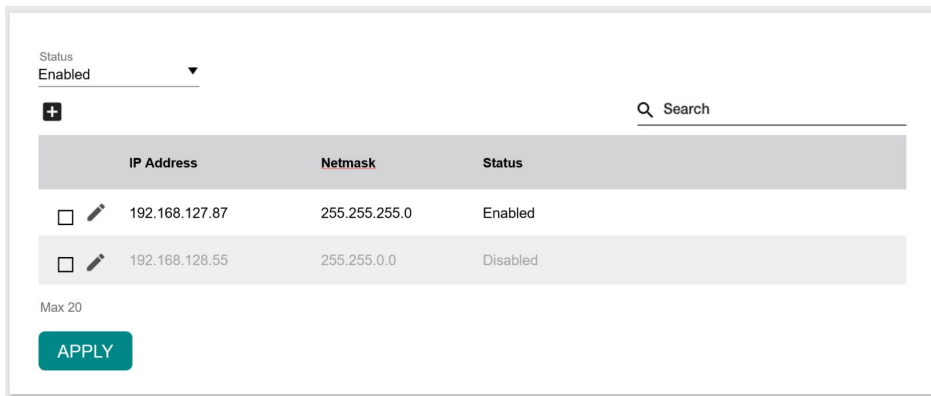 Status
Enabled
Search
IP Address Netmask Status
192.168.127.87 255.255.255.0 Enabled
192.168.128.55 255.255.0.0 Disabled
Max 20
APPLY